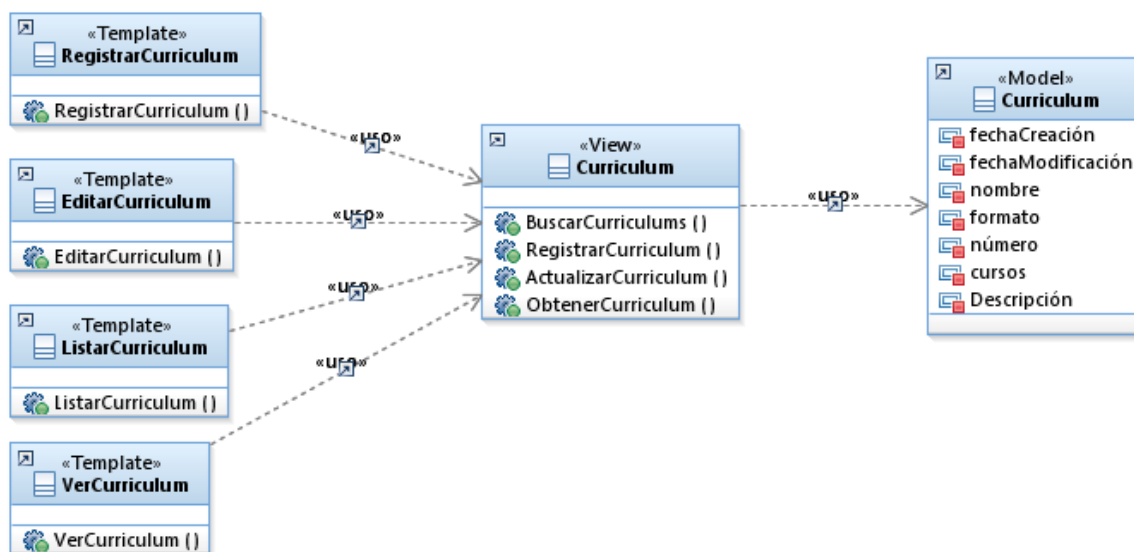 «Template»
RegistrarCurriculum
RegistrarCurriculum ()
«Template»
EditarCurriculum
EditarCurriculum ()
«Template»
ListarCurriculum
ListarCurriculum ()
«Template»
VerCurriculum
VerCurriculum ()
«uso»
«uso»
«uso»
«uso»
«View»
Curriculum
BuscarCurriculums ()
RegistrarCurriculum ()
ActualizarCurriculum ()
ObtenerCurriculum ()
«uso»
«Model»
Curriculum
fechaCreación
fechaModificación
nombre
formato
número
cursos
Descripción